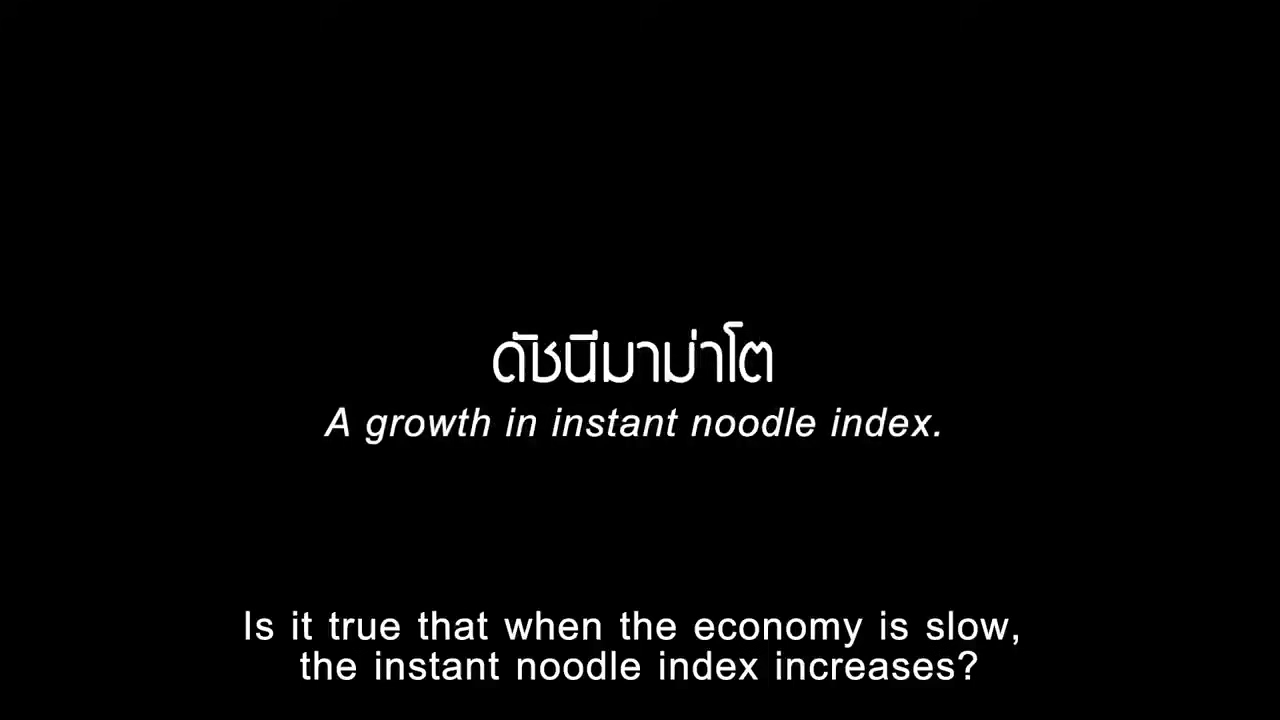 ดัชนีมาม่าโต
A growth in instant noodle index.
Is it true that when the economy is slow,
the instant noodle index increases?